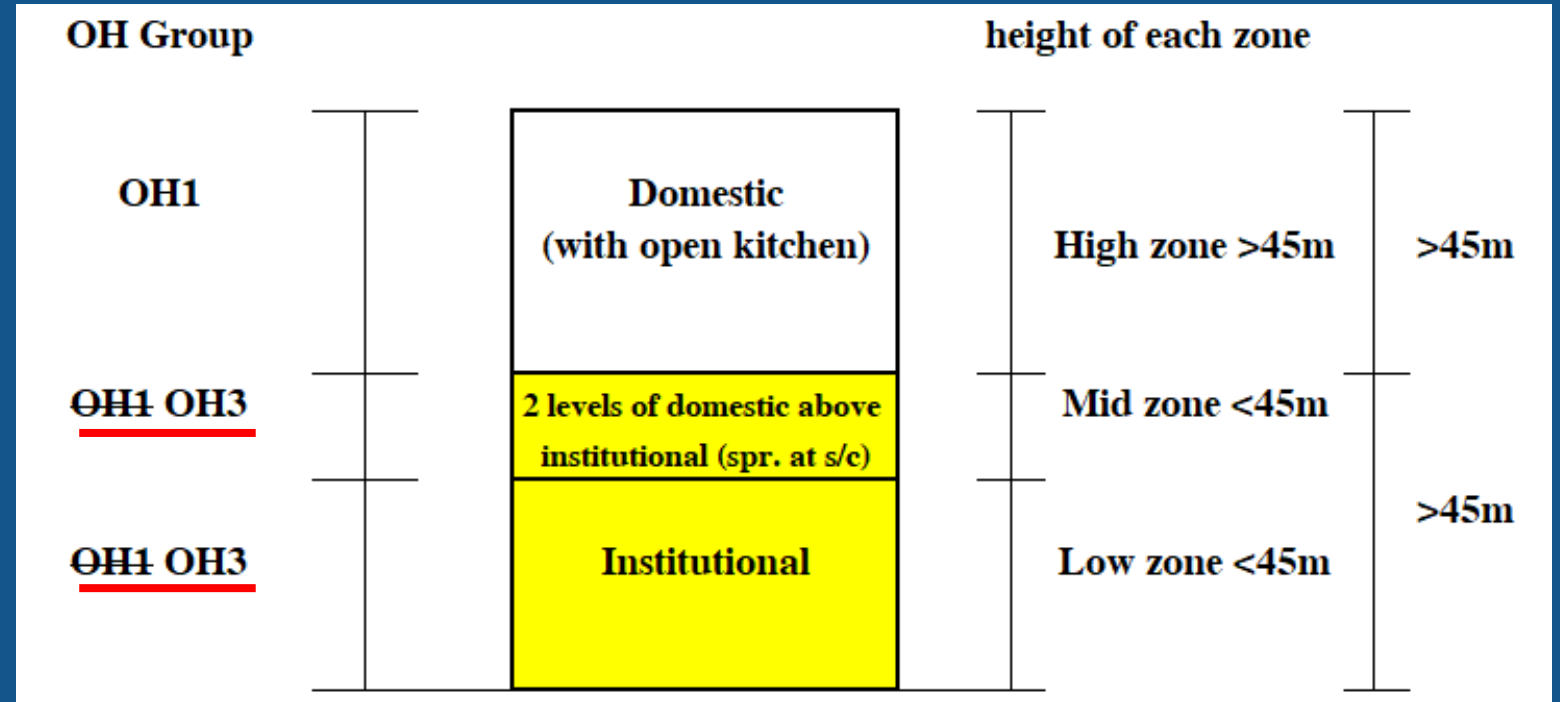 OH Group
height of each zone
OH1
Domestic
(with open kitchen)
High zone >45m
>45m
OH1 OH3
2 levels of domestic above
institutional (spr. at s/c)
Mid zone <45m
>45m
OH1 OH3
Institutional
Low zone <45m